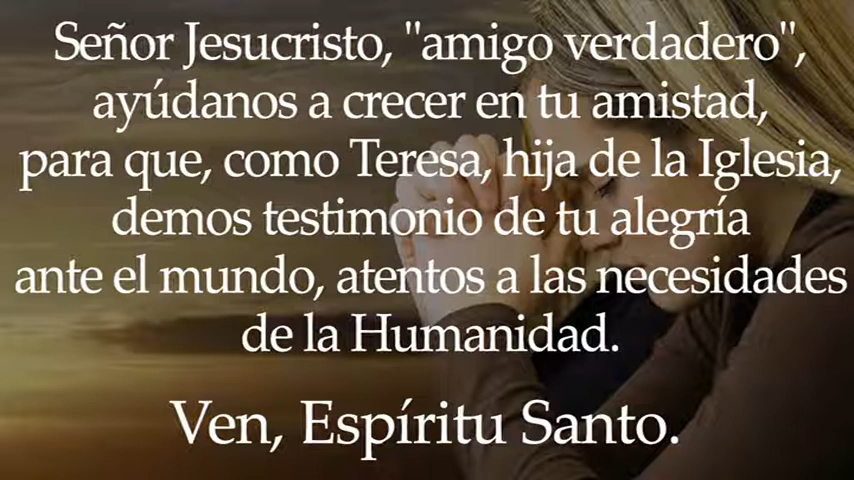 Señor Jesucristo, "amigo verdadero",
ayúdanos a crecer en tu amistad,
para que, como Teresa, hija de la Iglesia,
demos testimonio de tu alegría
ante el mundo, atentos a las necesidades
de la Humanidad.
Ven, Espíritu Santo.